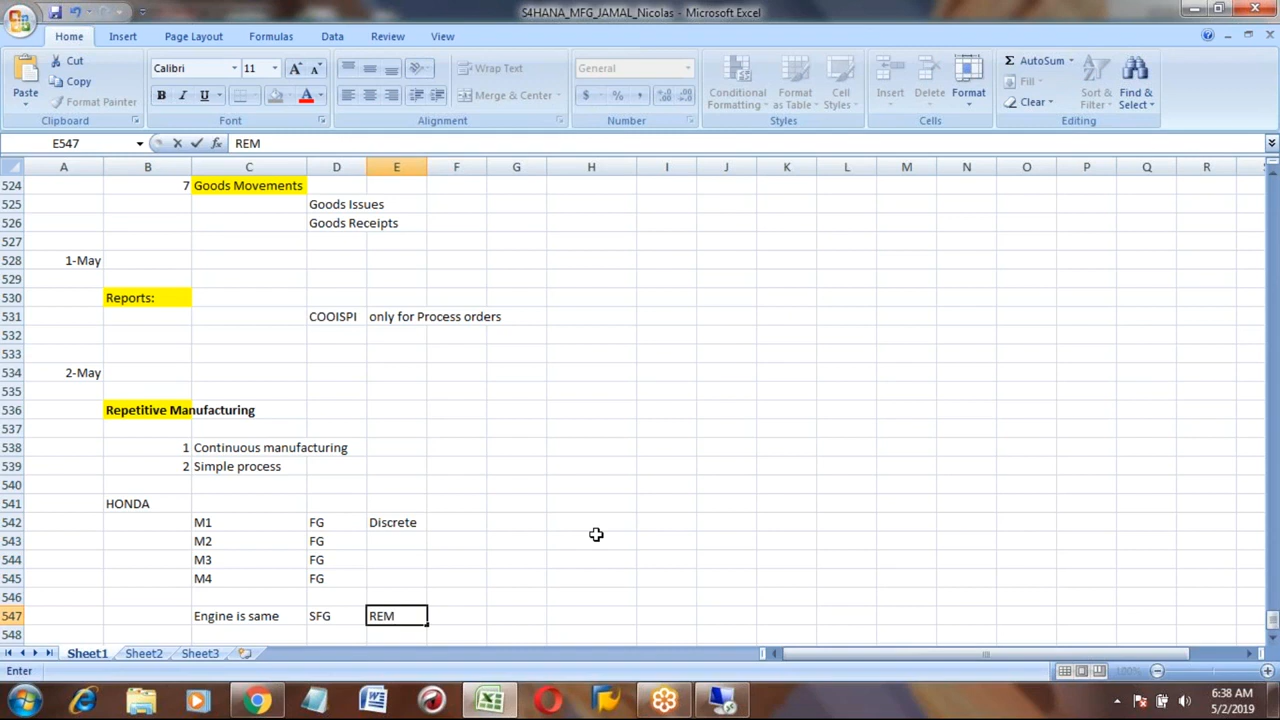 S4HANA_MFG_JAMAL_Nicolas - Microsoft Excel
Home Insert Page Layout Formulas Data Review View
Paste Cut Copy Format Painter Clipboard
Calibri 11 B I U A Font
Wrap Text Merge & Center Alignment
General $ % , Number
Conditional Formatting Format as Table Cell Styles Styles
Insert Delete Format Cells
Σ AutoSum Fill Clear Sort & Filter Find & Select Editing
E547 fx REM
A B C D E F G H I J K L M N O P Q R
524 7 Goods Movements
525 Goods Issues
526 Goods Receipts
527
528 1-May
529
530 Reports:
531 COOISPI only for Process orders
532
533
534 2-May
535
536 Repetitive Manufacturing
537
538 1 Continuous manufacturing
539 2 Simple process
540
541 HONDA
542 M1 FG Discrete
543 M2 FG
544 M3 FG
545 M4 FG
546
547 Engine is same SFG REM
548
Sheet1 Sheet2 Sheet3
Enter 100%
6:38 AM
5/2/2019